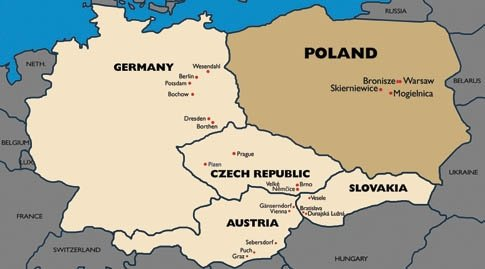 RUSSIA
NETH.
GERMANY
Wesendahl
Berlin
Potsdam
Bochow
Dresden
Borthen
POLAND
Bronisze
Warsaw
Skierniewice
Mogielnica
BELARUS
BELGIUM
LUX
Prague
Plzen
CZECH REPUBLIC
Velké
Němčice
Brno
UKRAINE
SLOVAKIA
Vesele
Bratislava
Dunajská Lužná
FRANCE
Gänserndorf
Vienna
AUSTRIA
Sebersdorf
Puch
Graz
SWITZERLAND
HUNGARY